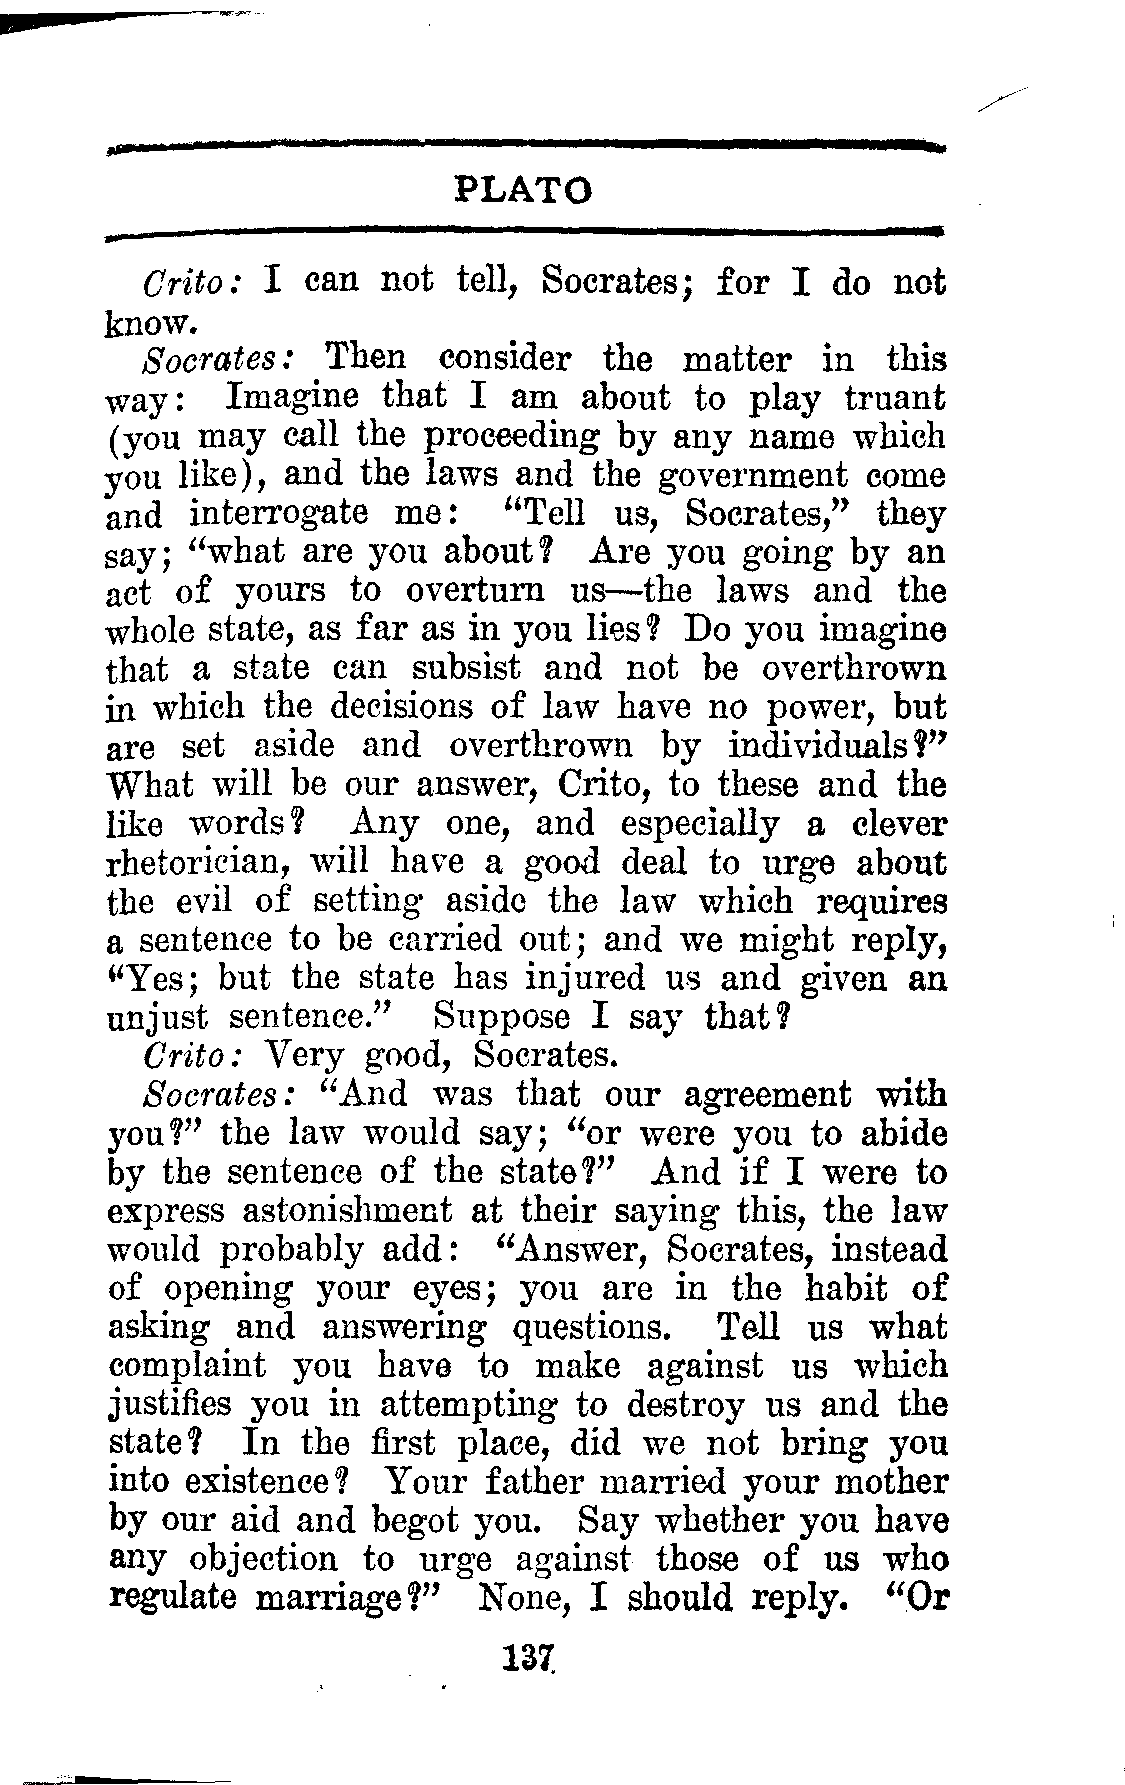 PLATO
Crito: I can not tell, Socrates; for I do not
know.
Socrates: Then consider the matter in this
way: Imagine that I am about to play truant
(you may call the proceeding by any name which
you like), and the laws and the government come
and interrogate me: “Tell us, Socrates,” they
say; “what are you about? Are you going by an
act of yours to overturn us—the laws and the
whole state, as far as in you lies? Do you imagine
that a state can subsist and not be overthrown
in which the decisions of law have no power, but
are set aside and overthrown by individuals?”
What will be our answer, Crito, to these and the
like words? Any one, and especially a clever
rhetorician, will have a good deal to urge about
the evil of setting aside the law which requires
a sentence to be carried out; and we might reply,
“Yes; but the state has injured us and given an
unjust sentence.” Suppose I say that?
Crito: Very good, Socrates.
Socrates: “And was that our agreement with
you?” the law would say; “or were you to abide
by the sentence of the state?” And if I were to
express astonishment at their saying this, the law
would probably add: “Answer, Socrates, instead
of opening your eyes; you are in the habit of
asking and answering questions. Tell us what
complaint you have to make against us which
justifies you in attempting to destroy us and the
state? In the first place, did we not bring you
into existence? Your father married your mother
by our aid and begot you. Say whether you have
any objection to urge against those of us who
regulate marriage?” None, I should reply. “Or
137